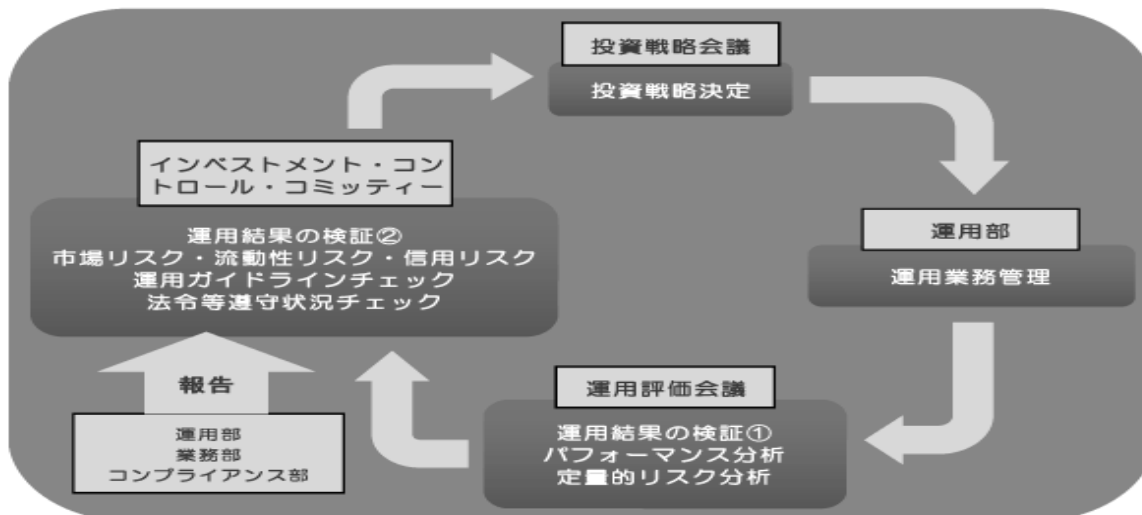 投資戦略会議
投資戦略決定
インベストメント・コン
トロール・コミッティー
運用結果の検証②
市場リスク・流動性リスク・信用リスク
運用ガイドラインチェック
法令等遵守状況チェック
運用部
運用業務管理
報告
運用部
業務部
コンプライアンス部
運用評価会議
運用結果の検証①
パフォーマンス分析
定量的リスク分析